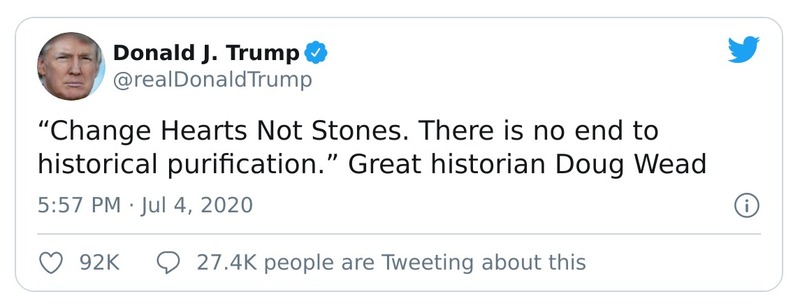 Donald J. Trump
@realDonaldTrump
“Change Hearts Not Stones. There is no end to
historical purification.” Great historian Doug Wead
5:57 PM · Jul 4, 2020
92K
27.4K people are Tweeting about this